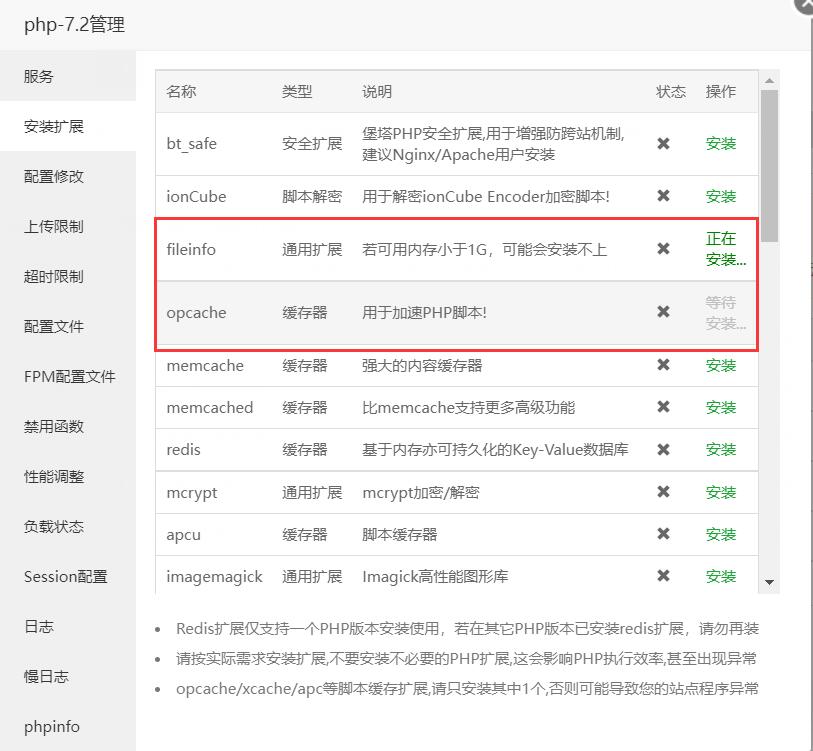 php-7.2管理
服务
安装扩展
配置修改
上传限制
超时限制
配置文件
FPM配置文件
禁用函数
性能调整
负载状态
Session配置
日志
慢日志
phpinfo
名称 类型 说明 状态 操作
bt_safe 安全扩展 堡塔PHP安全扩展,用于增强防跨站机制,
建议Nginx/Apache用户安装 ✖ 安装
ionCube 脚本解密 用于解密ionCube Encoder加密脚本! ✖ 安装
fileinfo 通用扩展 若可用内存小于1G，可能会安装不上 ✖ 正在
安装...
opcache 缓存器 用于加速PHP脚本! ✖ 等待
安装...
memcache 缓存器 强大的内容缓存器 ✖ 安装
memcached 缓存器 比memcache支持更多高级功能 ✖ 安装
redis 缓存器 基于内存亦可持久化的Key-Value数据库 ✖ 安装
mcrypt 通用扩展 mcrypt加密/解密 ✖ 安装
apcu 缓存器 脚本缓存器 ✖ 安装
imagemagick 通用扩展 Imagick高性能图形库 ✖ 安装
• Redis扩展仅支持一个PHP版本安装使用，若在其它PHP版本已安装redis扩展，请勿再装
• 请按实际需求安装扩展,不要安装不必要的PHP扩展,这会影响PHP执行效率,甚至出现异常
• opcache/xcache/apc等脚本缓存扩展,请只安装其中1个,否则可能导致您的站点程序异常